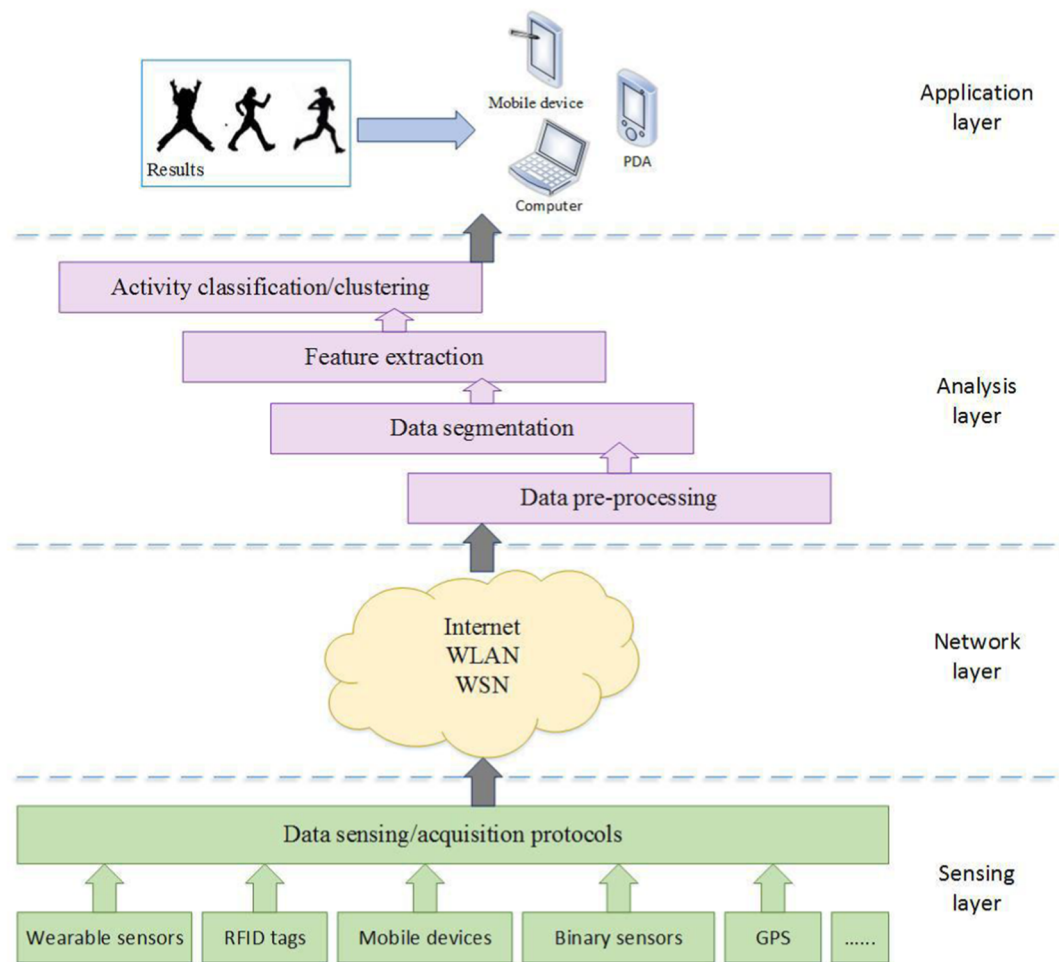 Mobile device
Application
layer
PDA
Results
Computer
Activity classification/clustering
Feature extraction
Analysis
layer
Data segmentation
Data pre-processing
Internet
WLAN
WSN
Network
layer
Data sensing/acquisition protocols
Sensing
layer
Wearable sensors
RFID tags
Mobile devices
Binary sensors
GPS
......